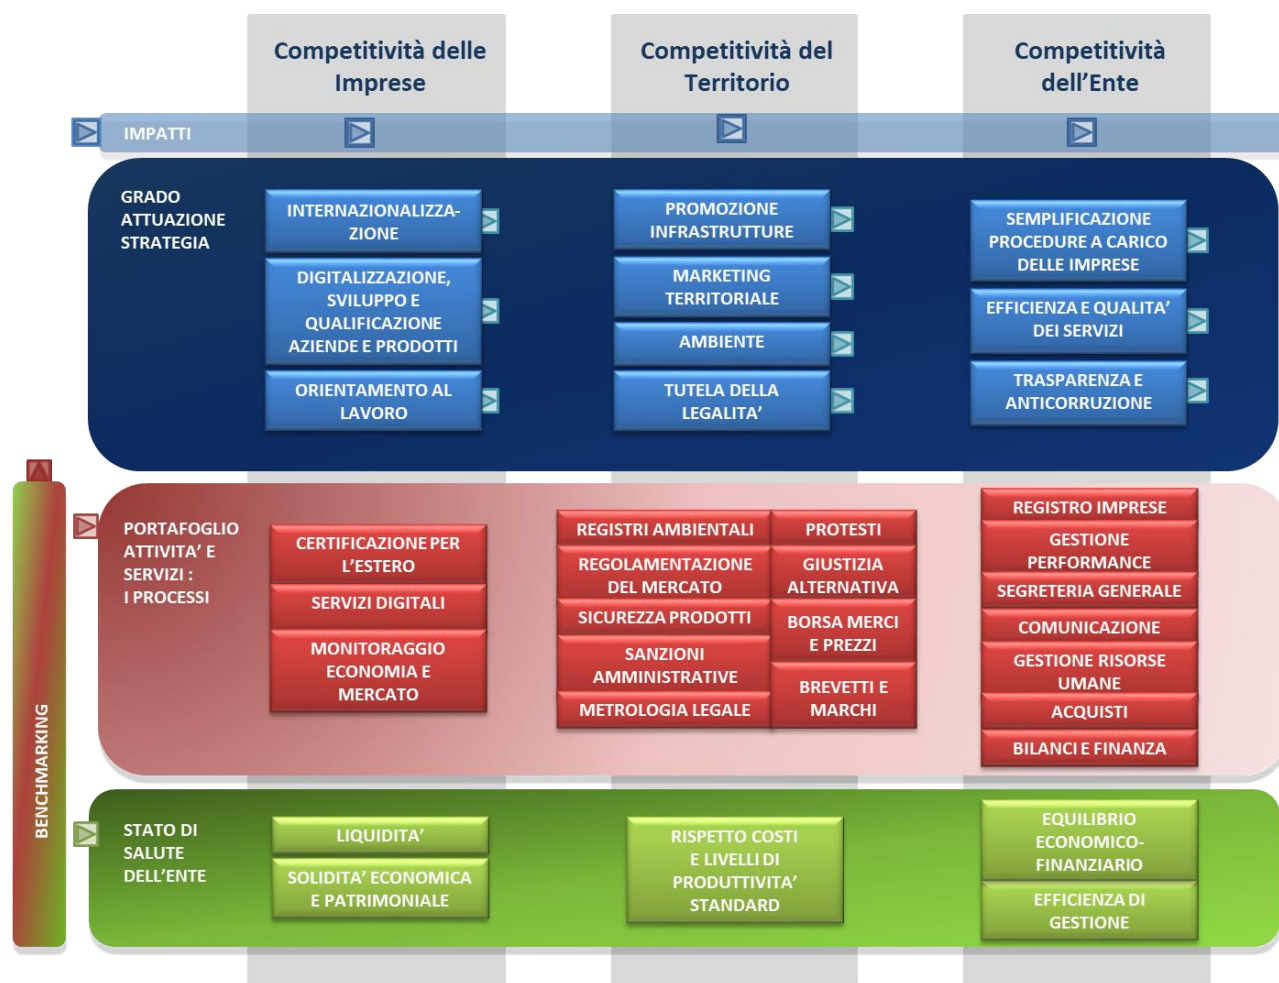 Competitività delle
Imprese
Competitività del
Territorio
Competitività
dell’Ente
IMPATTI
GRADO
ATTUAZIONE
STRATEGIA
INTERNAZIONALIZZA-
ZIONE
DIGITALIZZAZIONE,
SVILUPPO E
QUALIFICAZIONE
AZIENDE E PRODOTTI
ORIENTAMENTO AL
LAVORO
PROMOZIONE
INFRASTRUTTURE
MARKETING
TERRITORIALE
AMBIENTE
TUTELA DELLA
LEGALITA’
SEMPLIFICAZIONE
PROCEDURE A CARICO
DELLE IMPRESE
EFFICIENZA E QUALITA’
DEI SERVIZI
TRASPARENZA E
ANTICORRUZIONE
BENCHMARKING
PORTAFOGLIO
ATTIVITA’ E
SERVIZI :
I PROCESSI
CERTIFICAZIONE PER
L’ESTERO
SERVIZI DIGITALI
MONITORAGGIO
ECONOMIA E
MERCATO
REGISTRI AMBIENTALI
REGOLAMENTAZIONE
DEL MERCATO
SICUREZZA PRODOTTI
SANZIONI
AMMINISTRATIVE
METROLOGIA LEGALE
PROTESTI
GIUSTIZIA
ALTERNATIVA
BORSA MERCI
E PREZZI
BREVETTI E
MARCHI
REGISTRO IMPRESE
GESTIONE
PERFORMANCE
SEGRETERIA GENERALE
COMUNICAZIONE
GESTIONE RISORSE
UMANE
ACQUISTI
BILANCI E FINANZA
STATO DI
SALUTE
DELL’ENTE
LIQUIDITA’
SOLIDITA’ ECONOMICA
E PATRIMONIALE
RISPETTO COSTI
E LIVELLI DI
PRODUTTIVITA’
STANDARD
EQUILIBRIO
ECONOMICO-
FINANZIARIO
EFFICIENZA DI
GESTIONE